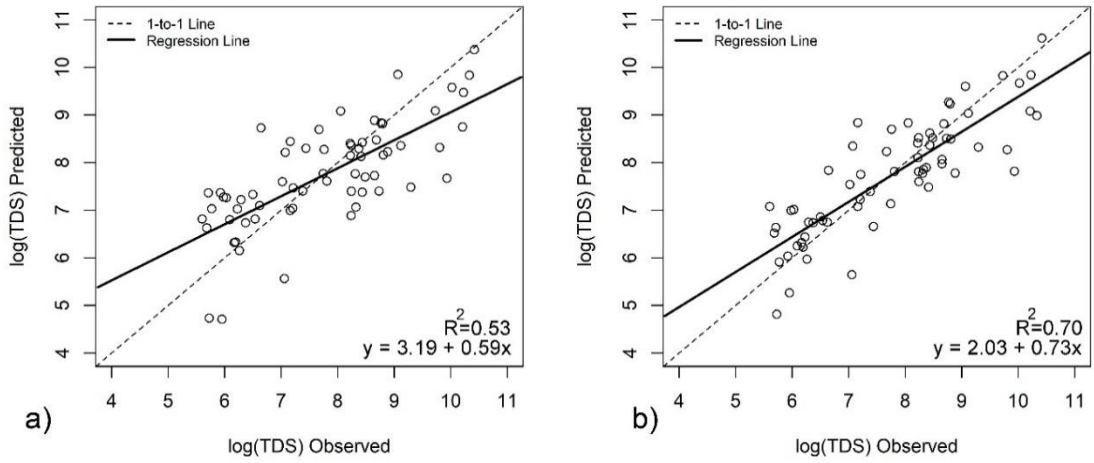 1-to-1 Line
Regression Line
11
10
9
8
7
6
5
4
log(TDS) Predicted
R²=0.53
y = 3.19 + 0.59x
4 5 6 7 8 9 10 11
log(TDS) Observed
a)
1-to-1 Line
Regression Line
11
10
9
8
7
6
5
4
log(TDS) Predicted
R²=0.70
y = 2.03 + 0.73x
4 5 6 7 8 9 10 11
log(TDS) Observed
b)